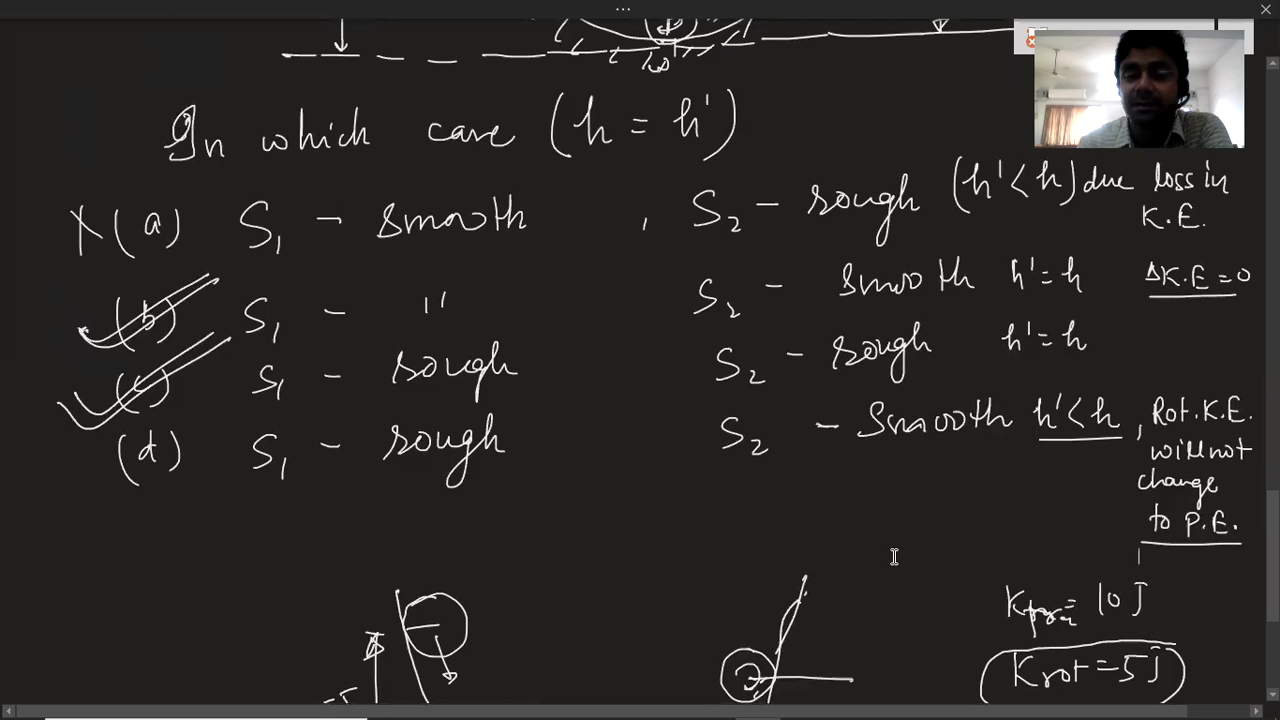 In which case (h = h')
X (a) S1 - smooth , S2 - rough (h' < h) due loss in K.E.
(b) S1 - " S2 - smooth h' = h ΔK.E = 0
(c) S1 - rough S2 - rough h' = h
(d) S1 - rough S2 - smooth h' < h , Rot. K.E. will not change to P.E.
10 J
Krot = 5 J